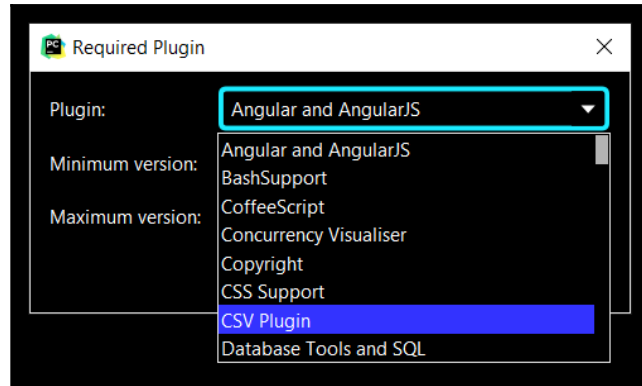 PC
Required Plugin
Plugin:
Angular and AngularJS
Angular and AngularJS
Minimum version:
BashSupport
CoffeeScript
Maximum version:
Concurrency Visualiser
Copyright
CSS Support
CSV Plugin
Database Tools and SQL